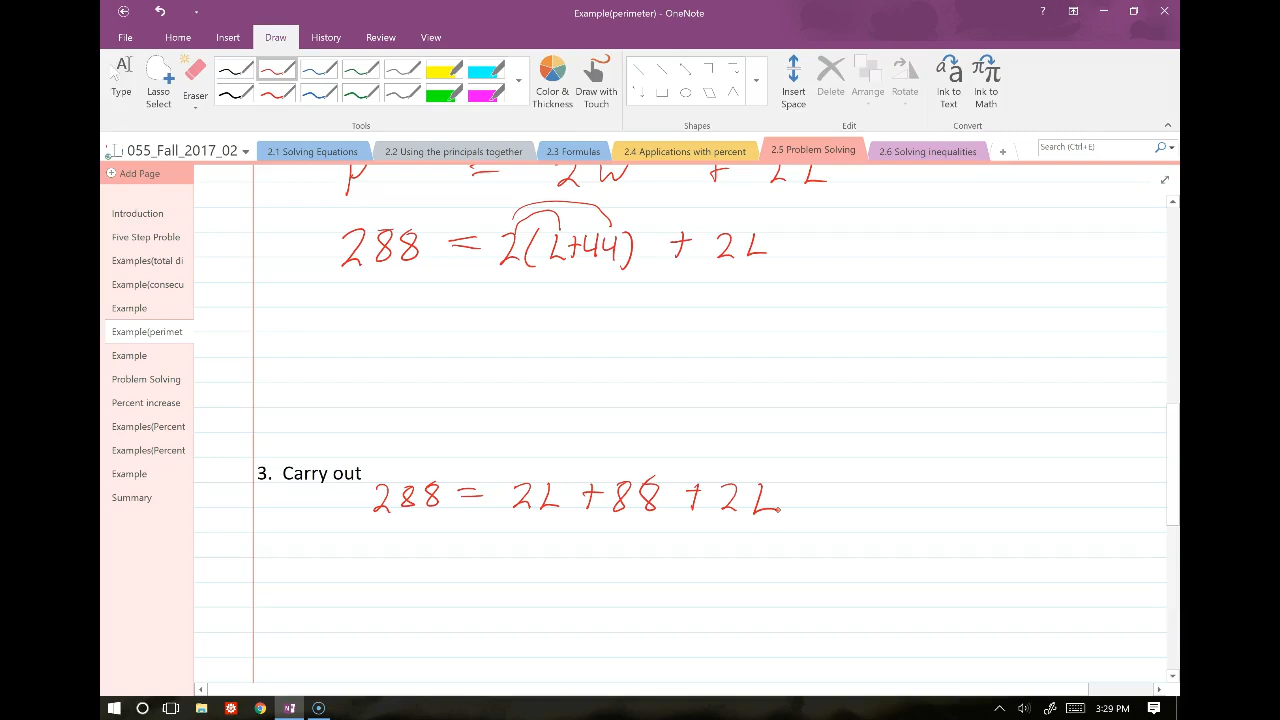 Example(perimeter) - OneNote
?
File Home Insert Draw History Review View
Type Lasso Select Eraser Color & Thickness Draw with Touch Insert Space Delete Arrange Rotate Ink to Text Ink to Math
Tools Shapes Edit Convert
055_Fall_2017_02 2.1 Solving Equations 2.2 Using the principals together 2.3 Formulas 2.4 Applications with percent 2.5 Problem Solving 2.6 Solving inequalities + Search (Ctrl+E)
Add Page
Introduction
Five Step Proble
Examples(total di
Examples(consecu
Example
Example(perimet
Example
Problem Solving
Percent increase
Examples(Percent
Examples(Percent
Example
Summary
P = 2W + 2L
288 = 2(L+44) + 2L
3. Carry out
288 = 2L + 88 + 2L
3:29 PM